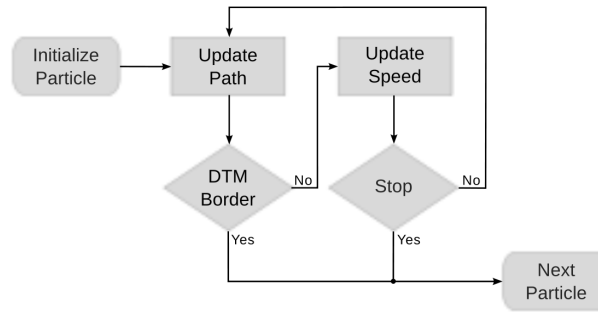 Initialize
Particle
Update
Path
Update
Speed
DTM
Border
No
Stop
No
Yes
Yes
Next
Particle